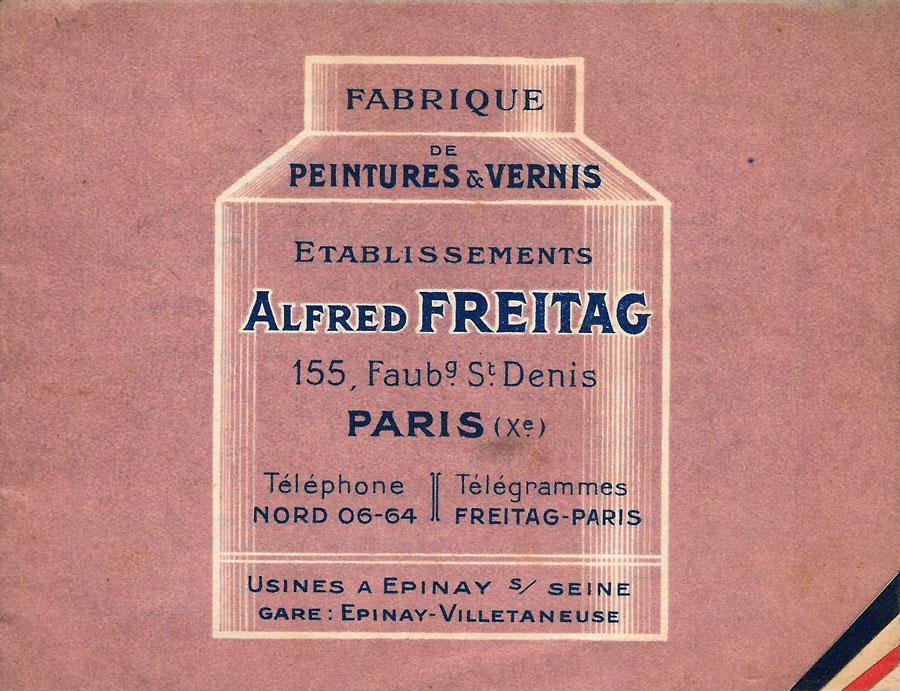 FABRIQUE
DE
PEINTURES & VERNIS
ETABLISSEMENTS
ALFRED FREITAG
155, Faubg St Denis
PARIS (Xe)
Téléphone
NORD 06-64
Télégrammes
FREITAG-PARIS
USINES A EPINAY S/ SEINE
GARE : EPINAY-VILLETANEUSE